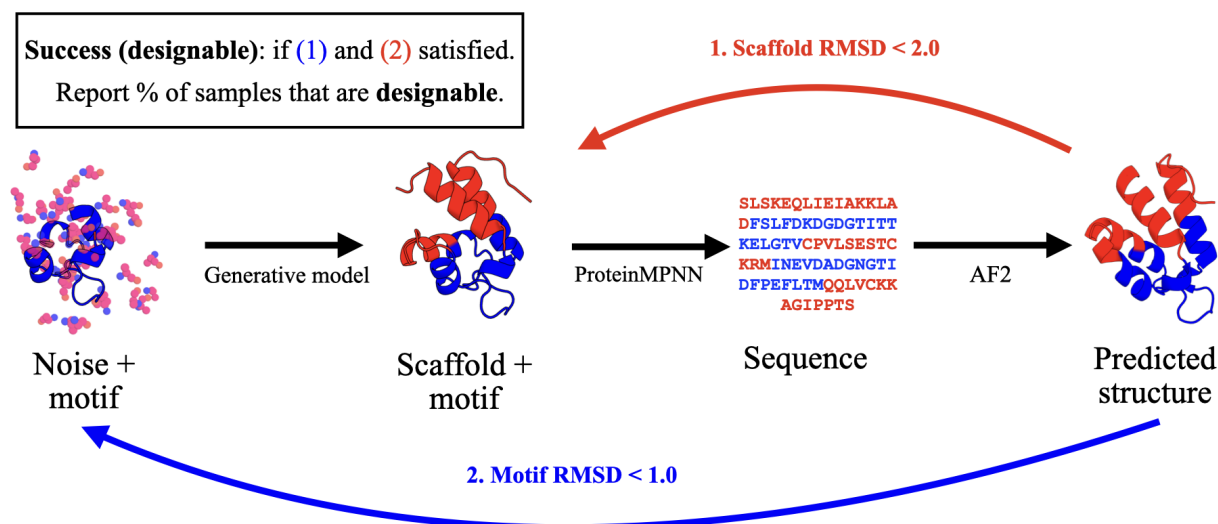 Success (designable): if (1) and (2) satisfied.
Report % of samples that are designable.
1. Scaffold RMSD < 2.0
Generative model
ProteinMPNN
SLSKEQLIEIAKKLA
DFSLFDKDGDGTITT
KELGTVCPVLSESTC
KRMINEVDADGNGTI
DFPEFLTMQQLVCKK
AGIPPTS
AF2
Noise +
motif
Scaffold +
motif
Sequence
Predicted
structure
2. Motif RMSD < 1.0